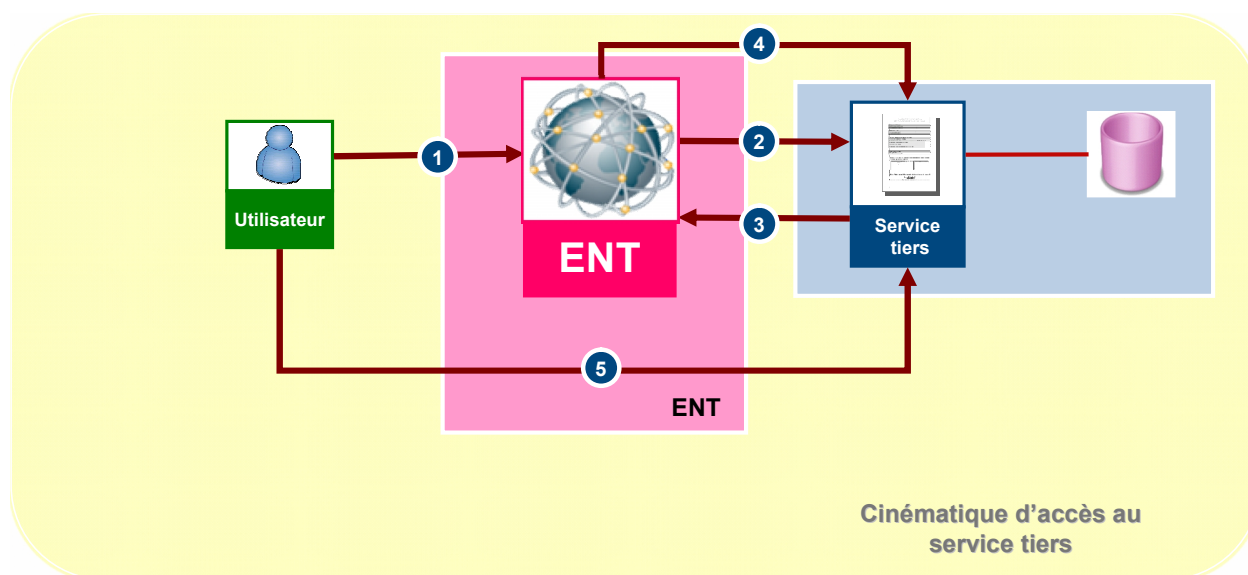 4
1
2
Utilisateur
3
Service
tiers
ENT
5
ENT
Cinématique d'accès au
service tiers